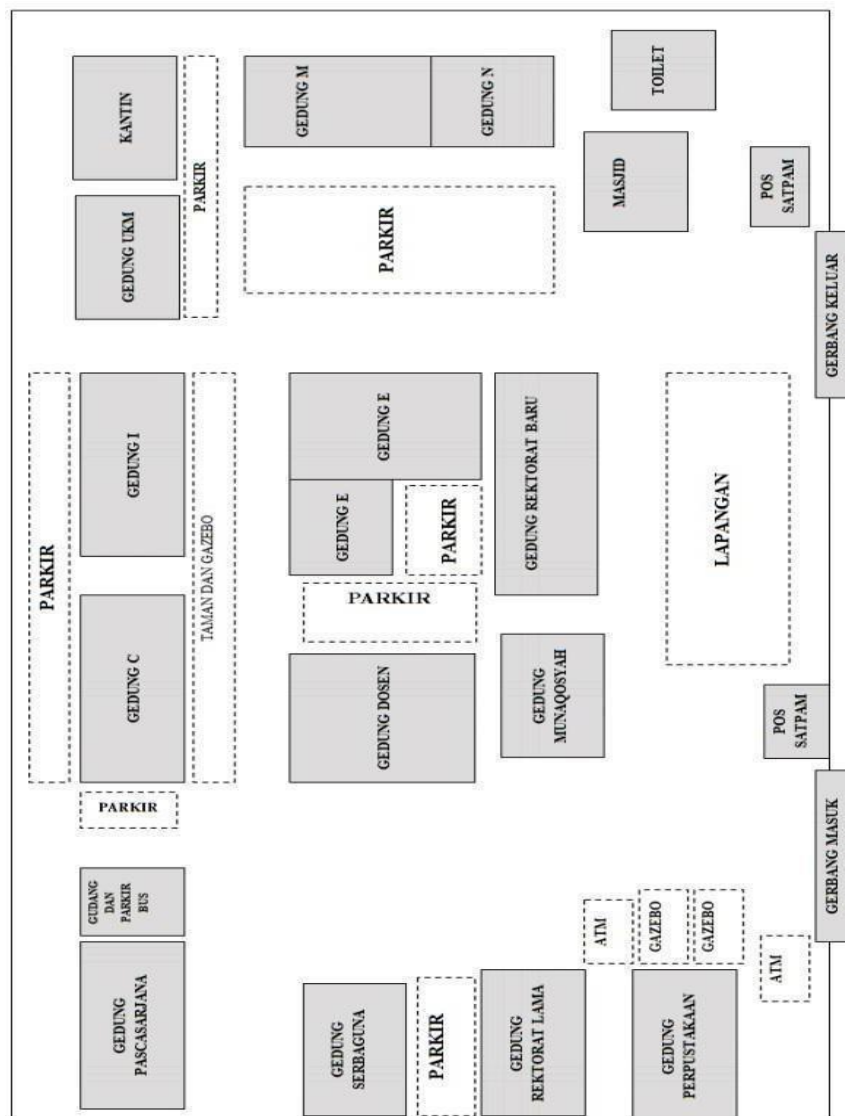 KANTIN
PARKIR
GEDUNG M
GEDUNG N
TOILET
MASJID
POS
SATPAM
GEDUNG UKM
PARKIR
GERBANG KELUAR
PARKIR
GEDUNG I
TAMAN DAN GAZEBO
GEDUNG E
GEDUNG E
PARKIR
GEDUNG REKTORAT BARU
LAPANGAN
PARKIR
GEDUNG C
GEDUNG DOSEN
GEDUNG
MUNAQOSYAH
POS
SATPAM
PARKIR
GERBANG MASUK
GUDANG
DAN
PARKIR
BUS
ATM
GAZEBO
GAZEBO
ATM
GEDUNG
PASCASARJANA
GEDUNG
SERBAGUNA
PARKIR
GEDUNG
REKTORAT LAMA
GEDUNG
PERPUSTAKAAN